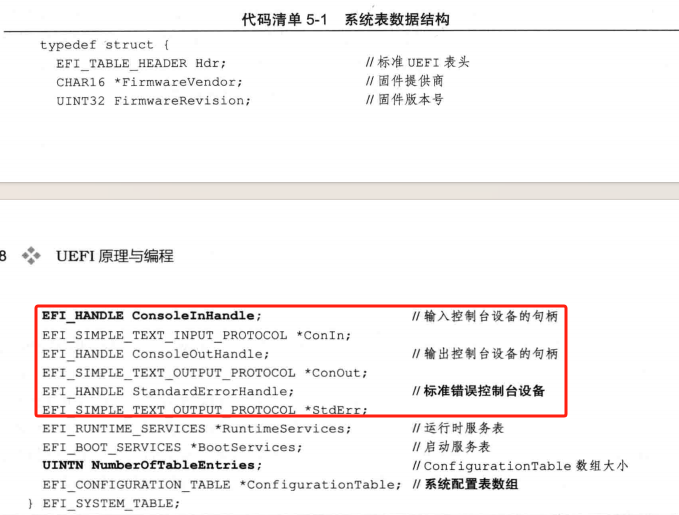 代码清单 5-1 系统表数据结构
typedef struct {
EFI_TABLE_HEADER Hdr; //标准 UEFI 表头
CHAR16 *FirmwareVendor; //固件提供商
UINT32 FirmwareRevision; //固件版本号
8 UEFI 原理与编程
EFI_HANDLE ConsoleInHandle; //输入控制台设备的句柄
EFI_SIMPLE_TEXT_INPUT_PROTOCOL *ConIn;
EFI_HANDLE ConsoleOutHandle; //输出控制台设备的句柄
EFI_SIMPLE_TEXT_OUTPUT_PROTOCOL *ConOut;
EFI_HANDLE StandardErrorHandle; //标准错误控制台设备
EFI_SIMPLE_TEXT_OUTPUT_PROTOCOL *StdErr;
EFI_RUNTIME_SERVICES *RuntimeServices; //运行时服务表
EFI_BOOT_SERVICES *BootServices; //启动服务表
UINTN NumberOfTableEntries; //ConfigurationTable 数组大小
EFI_CONFIGURATION_TABLE *ConfigurationTable; //系统配置表数组
} EFI_SYSTEM_TABLE;